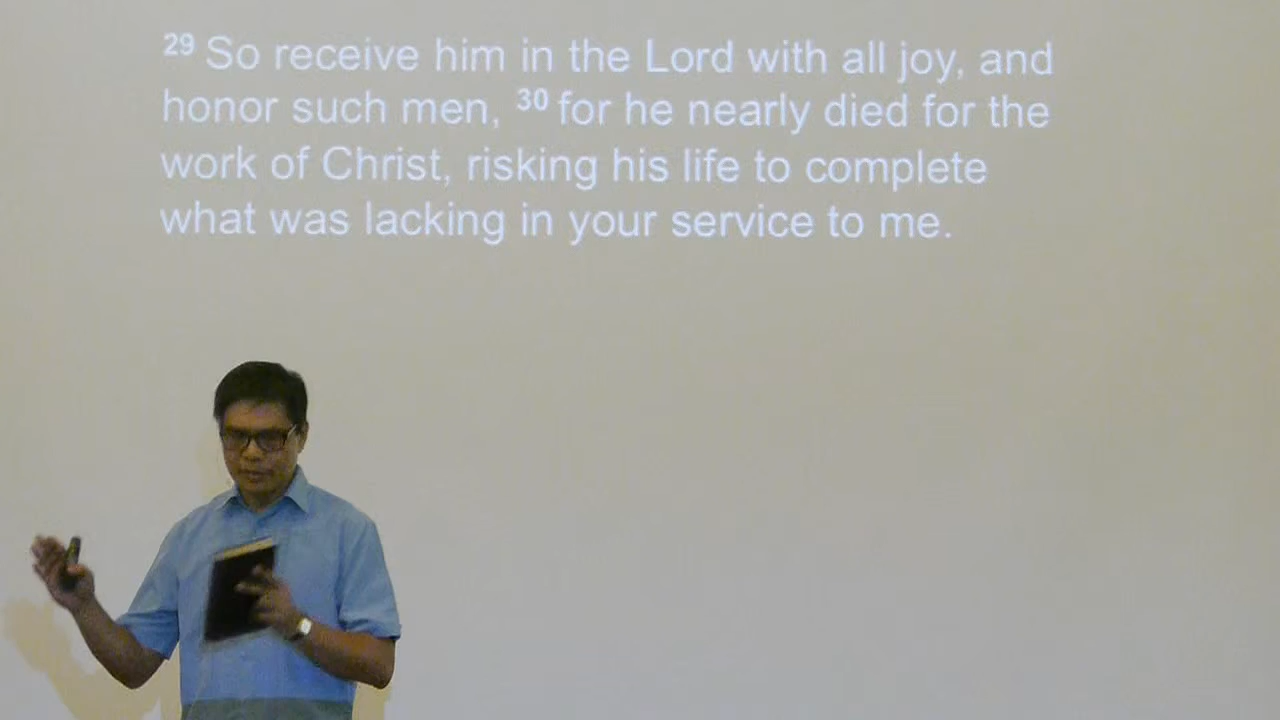 29 So receive him in the Lord with all joy, and
honor such men, 30 for he nearly died for the
work of Christ, risking his life to complete
what was lacking in your service to me.